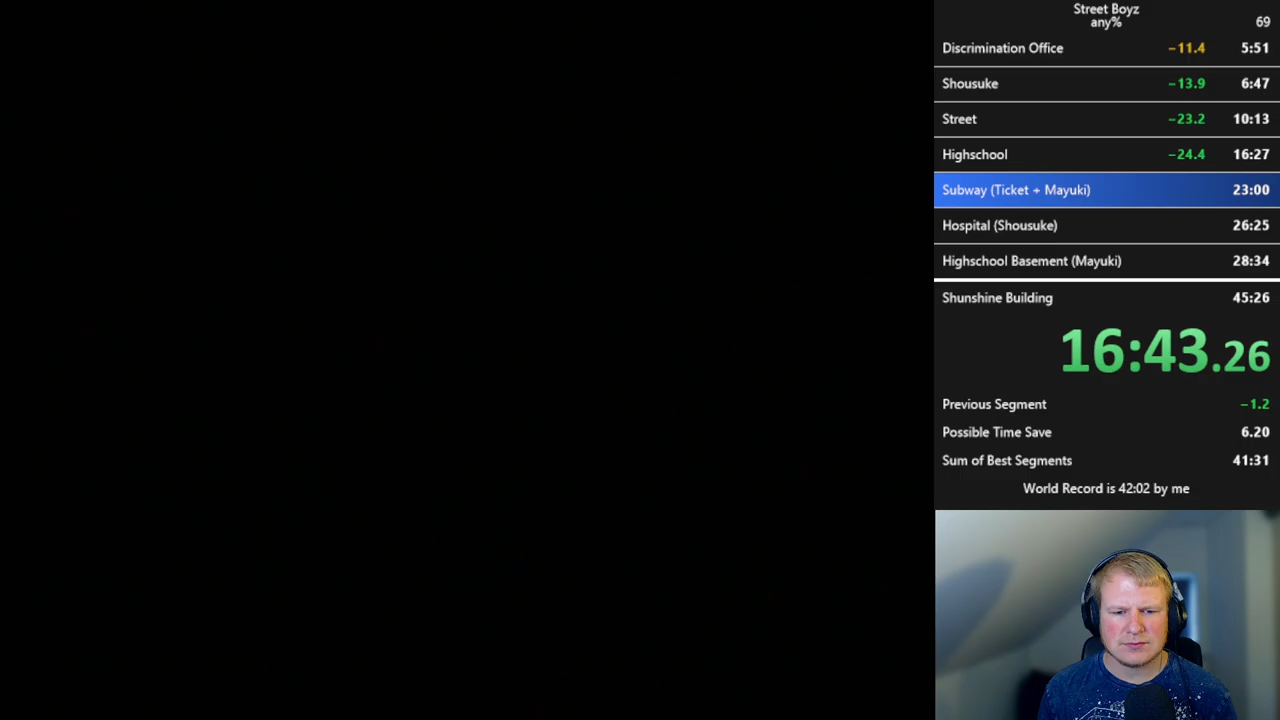 Street Boyz
any% 69
Discrimination Office −11.4 5:51
Shousuke −13.9 6:47
Street −23.2 10:13
Highschool −24.4 16:27
Subway (Ticket + Mayuki) 23:00
Hospital (Shousuke) 26:25
Highschool Basement (Mayuki) 28:34
Shunshine Building 45:26
16:43.26
Previous Segment −1.2
Possible Time Save 6.20
Sum of Best Segments 41:31
World Record is 42:02 by me